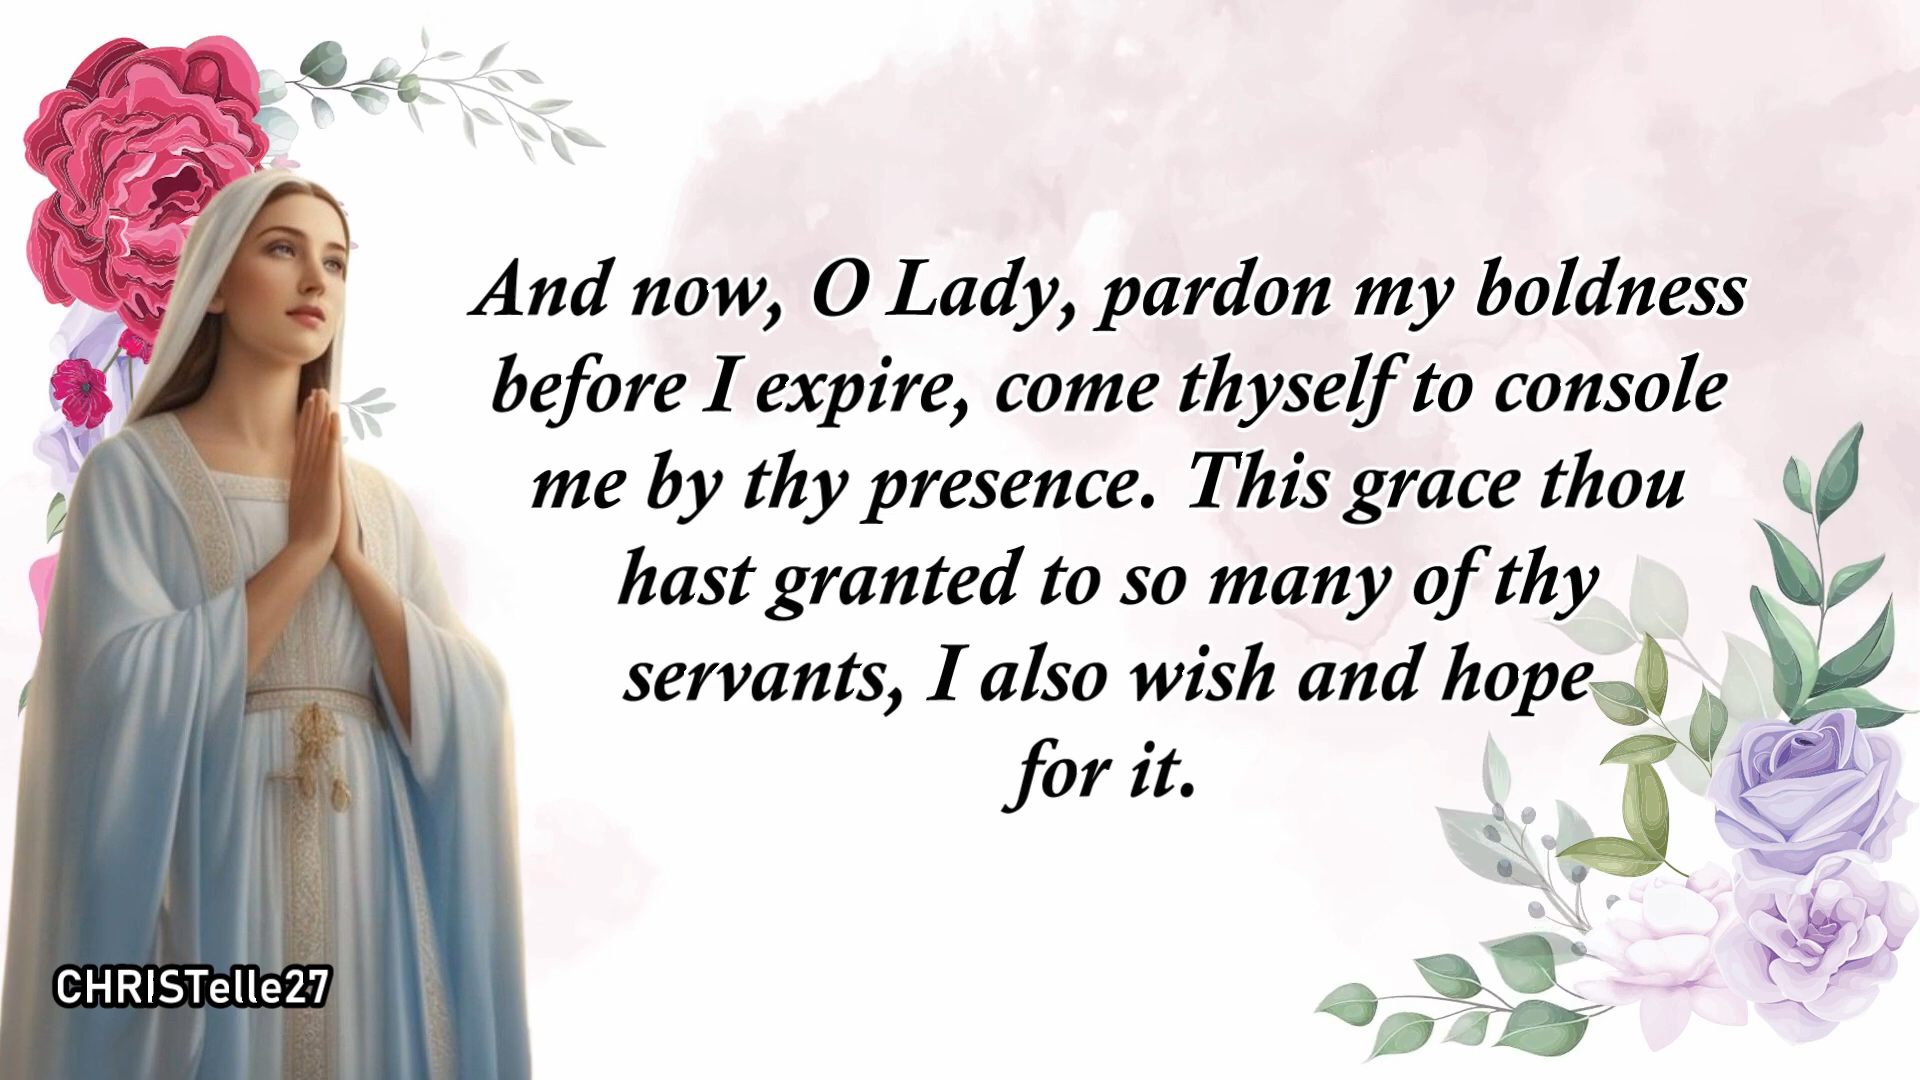 And now, O Lady, pardon my boldness
before I expire, come thyself to console
me by thy presence. This grace thou
hast granted to so many of thy
servants, I also wish and hope
for it.
CHRISTelle27